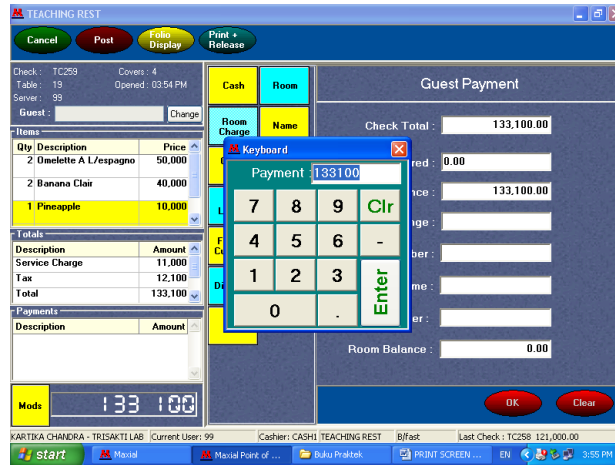 TEACHING REST
Cancel Post Folio Display Print + Release
Check : TC259 Covers : 4
Table : 19 Opened : 03:54 PM
Server : 99
Guest : Change
Items
Qty Description Price
2 Omelette A L/espagno 50,000
2 Banana Clair 40,000
1 Pineapple 10,000
Totals
Description Amount
Service Charge 11,000
Tax 12,100
Total 133,100
Payments
Description Amount
Mods 133 100
Cash Room
Room Charge Name
Guest Payment
Check Total : 133,100.00
red : 0.00
nce : 133,100.00
nge :
ber :
me :
er :
Room Balance : 0.00
OK Clear
Keyboard
Payment : 133100
7 8 9 Clr
4 5 6 -
1 2 3 Enter
0 .
KARTIKA CHANDRA - TRISAKTI LAB Current User: 99 Cashier: CASH1 TEACHING REST B/fast Last Check : TC258 121,000.00
start Maxial Maxial Point of ... Buku Praktek PRINT SCREEN ... EN 3:55 PM